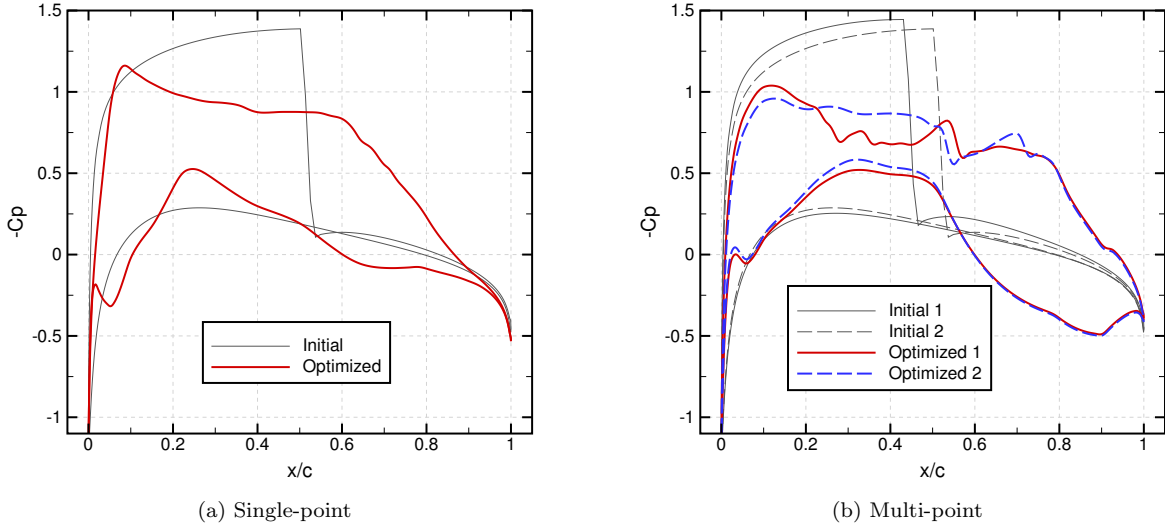 1.5
1
0.5
0
-0.5
-1
-Cp
0
0.2
0.4
0.6
0.8
1
x/c
Initial
Optimized
(a) Single-point
1.5
1
0.5
0
-0.5
-1
-Cp
0
0.2
0.4
0.6
0.8
1
x/c
Initial 1
Initial 2
Optimized 1
Optimized 2
(b) Multi-point